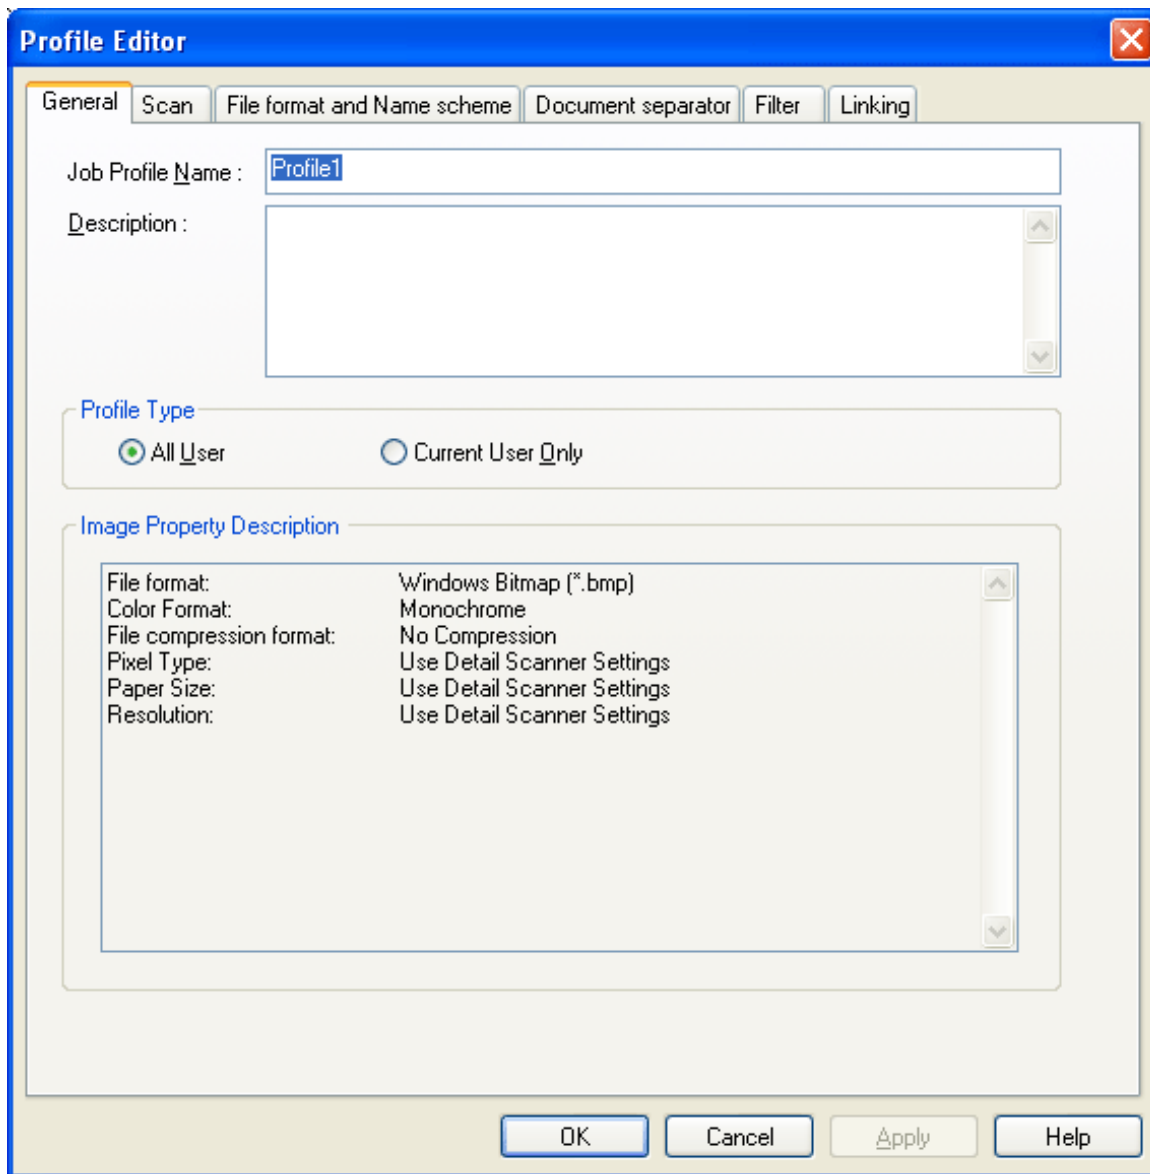 Profile Editor
General Scan File format and Name scheme Document separator Filter Linking
Job Profile Name : Profile1
Description :
Profile Type
All User Current User Only
Image Property Description
File format: Windows Bitmap (*.bmp)
Color Format: Monochrome
File compression format: No Compression
Pixel Type: Use Detail Scanner Settings
Paper Size: Use Detail Scanner Settings
Resolution: Use Detail Scanner Settings
OK Cancel Apply Help